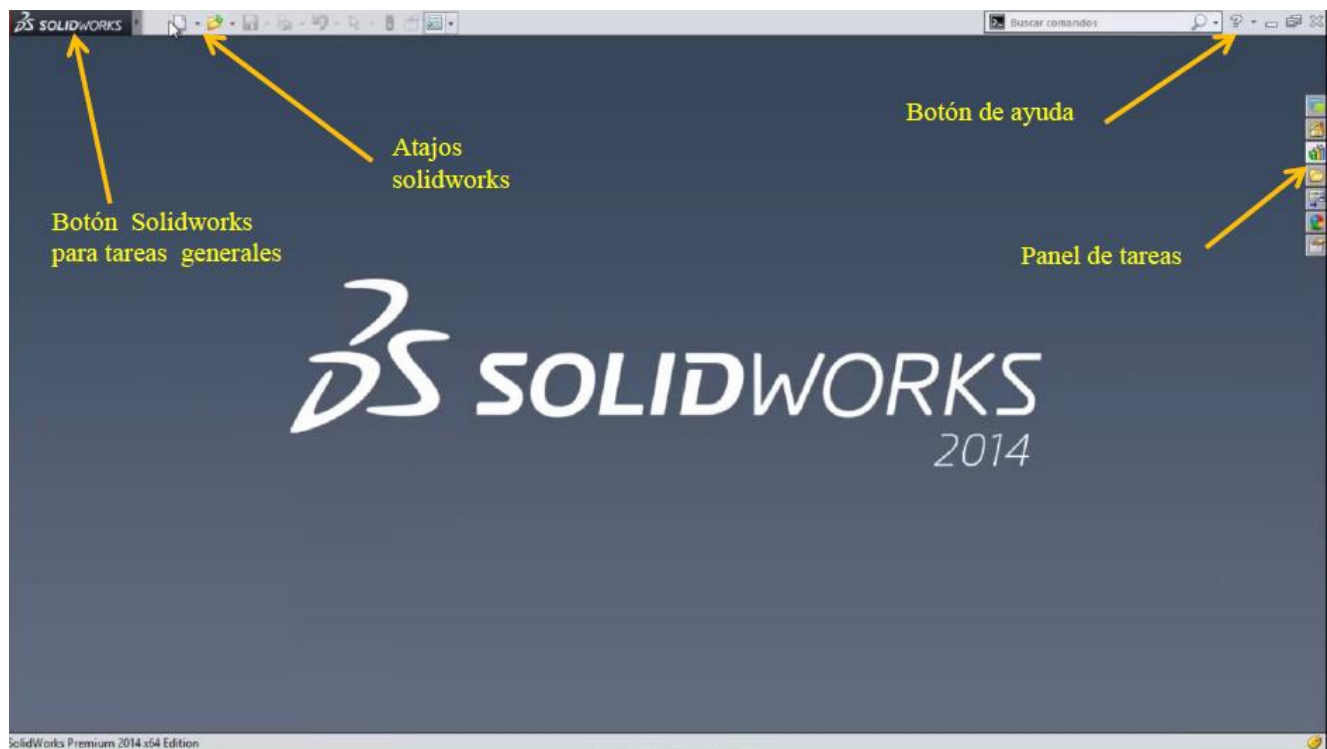 SOLIDWORKS
Buscar comandos
Botón de ayuda
Atajos
solidworks
Botón Solidworks
para tareas generales
Panel de tareas
SOLIDWORKS
2014
SolidWorks Premium 2014 x64 Edition